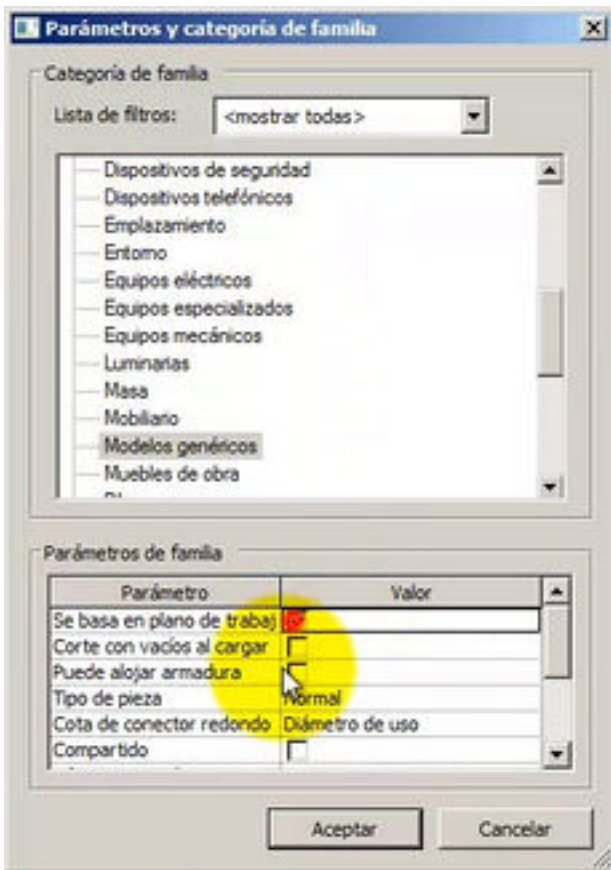 Parámetros y categoría de familia
Categoría de familia
Lista de filtros: <mostrar todas>
Dispositivos de seguridad
Dispositivos telefónicos
Emplazamiento
Entorno
Equipos eléctricos
Equipos especializados
Equipos mecánicos
Luminarias
Masa
Mobiliario
Modelos genéricos
Muebles de obra
Parámetros de familia
Parámetro Valor
Se basa en plano de trabaj
Corte con vacíos al cargar
Puede alojar armadura
Tipo de pieza Normal
Cota de conector redondo Diámetro de uso
Compartido
Aceptar Cancelar